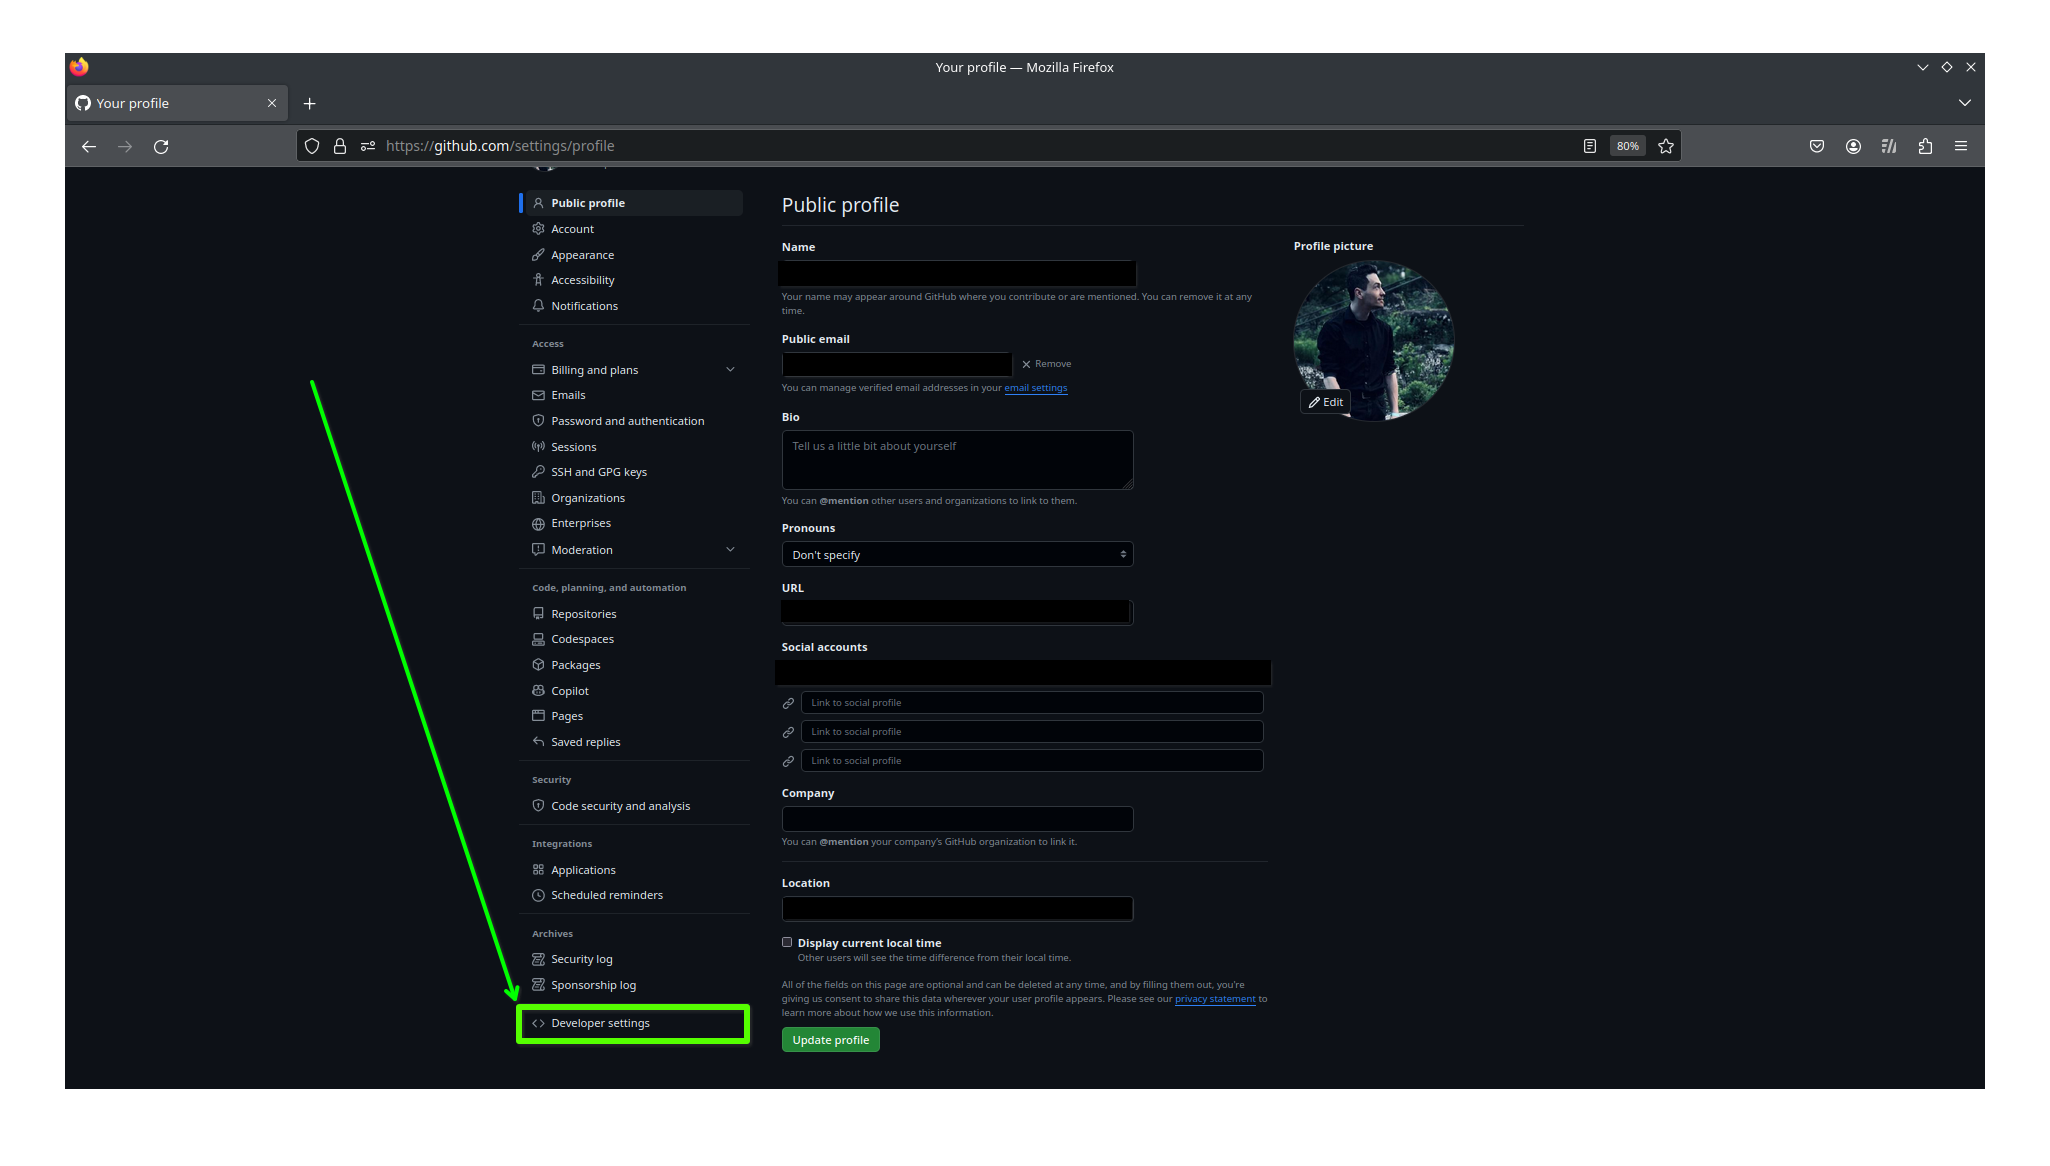 Your profile — Mozilla Firefox
Your profile
https://github.com/settings/profile
80%
Public profile
Account
Appearance
Accessibility
Notifications
Access
Billing and plans
Emails
Password and authentication
Sessions
SSH and GPG keys
Organizations
Enterprises
Moderation
Code, planning, and automation
Repositories
Codespaces
Packages
Copilot
Pages
Saved replies
Security
Code security and analysis
Integrations
Applications
Scheduled reminders
Archives
Security log
Sponsorship log
Developer settings
Public profile
Name
Your name may appear around GitHub where you contribute or are mentioned. You can remove it at any
time.
Public email
Remove
You can manage verified email addresses in your email settings
Bio
Tell us a little bit about yourself
You can @mention other users and organizations to link to them.
Pronouns
Don't specify
URL
Social accounts
Link to social profile
Link to social profile
Link to social profile
Company
You can @mention your company's GitHub organization to link it.
Location
Display current local time
Other users will see the time difference from their local time.
All of the fields on this page are optional and can be deleted at any time, and by filling them out, you're
giving us consent to share this data wherever your user profile appears. Please see our privacy statement to
learn more about how we use this information.
Update profile
Profile picture
Edit